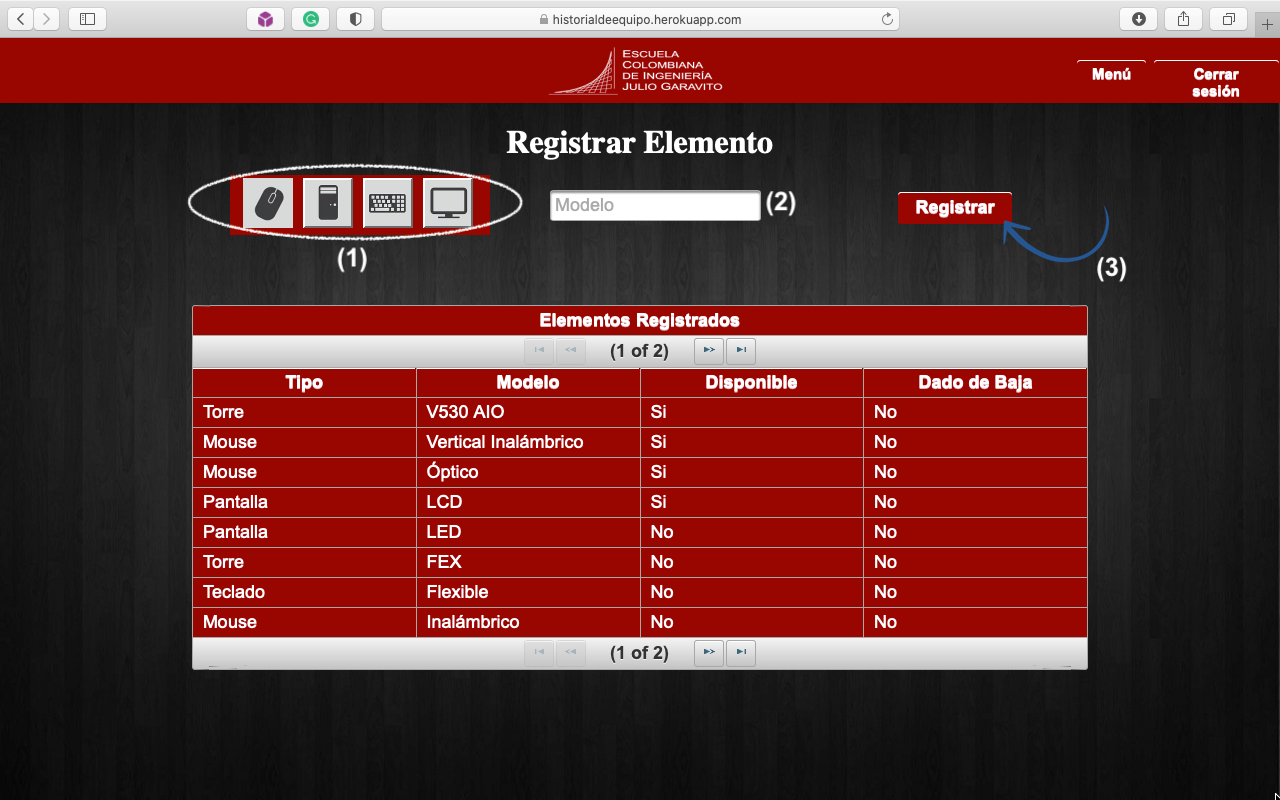 historialdeequipo.herokuapp.com
ESCUELA
COLOMBIANA
DE INGENIERÍA
JULIO GARAVITO
Menú
Cerrar
sesión
Registrar Elemento
Modelo
(2)
Registrar
(1)
(3)
Elementos Registrados
(1 of 2)
Tipo Modelo Disponible Dado de Baja
Torre V530 AIO Si No
Mouse Vertical Inalámbrico Si No
Mouse Óptico Si No
Pantalla LCD Si No
Pantalla LED No No
Torre FEX No No
Teclado Flexible No No
Mouse Inalámbrico No No
(1 of 2)